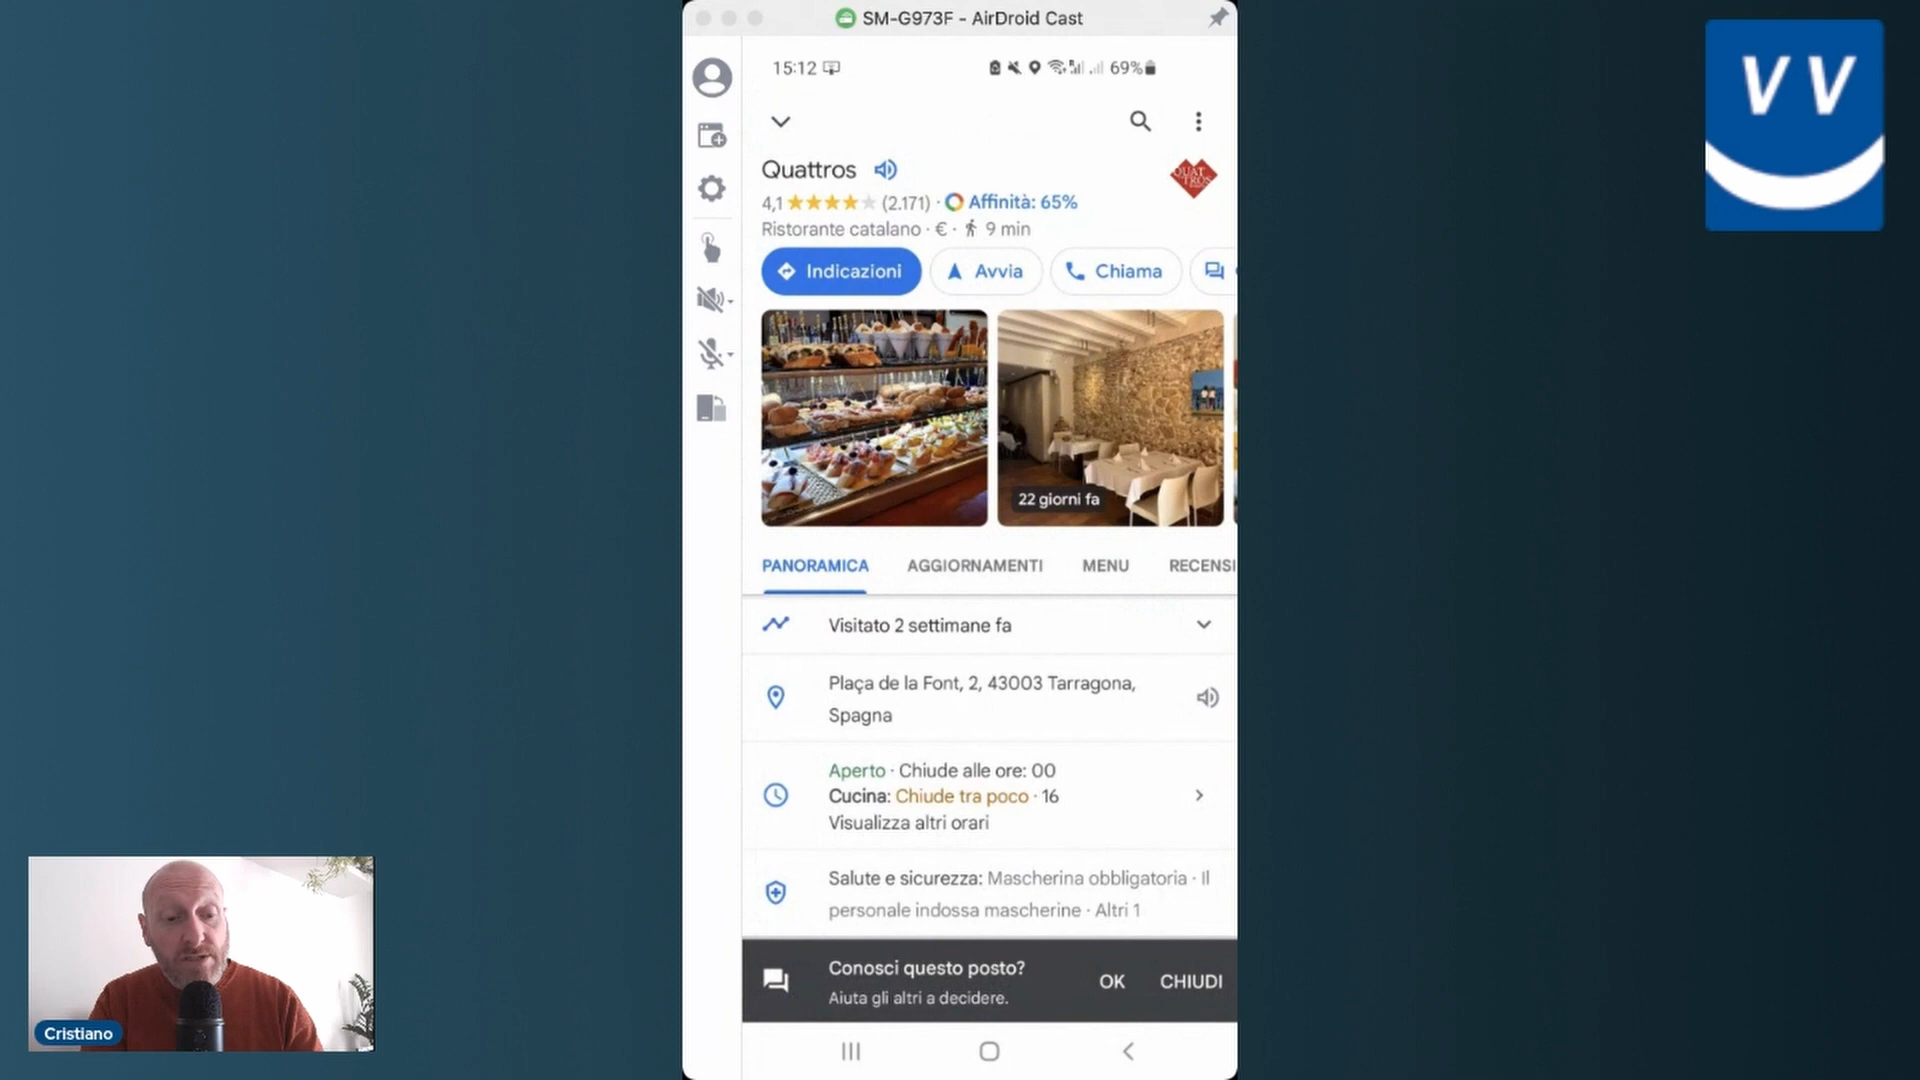 SM-G973F - AirDroid Cast
15:12
69%
Quattros
QUAT
TROS
4,1 (2.171) · Affinità: 65%
Ristorante catalano · € · 9 min
Indicazioni
Avvia
Chiama
22 giorni fa
PANORAMICA
AGGIORNAMENTI
MENU
RECENSI
Visitato 2 settimane fa
Plaça de la Font, 2, 43003 Tarragona,
Spagna
Aperto · Chiude alle ore: 00
Cucina: Chiude tra poco · 16
Visualizza altri orari
Salute e sicurezza: Mascherina obbligatoria · Il
personale indossa mascherine · Altri 1
Conosci questo posto?
Aiuta gli altri a decidere.
OK
CHIUDI
VV
Cristiano